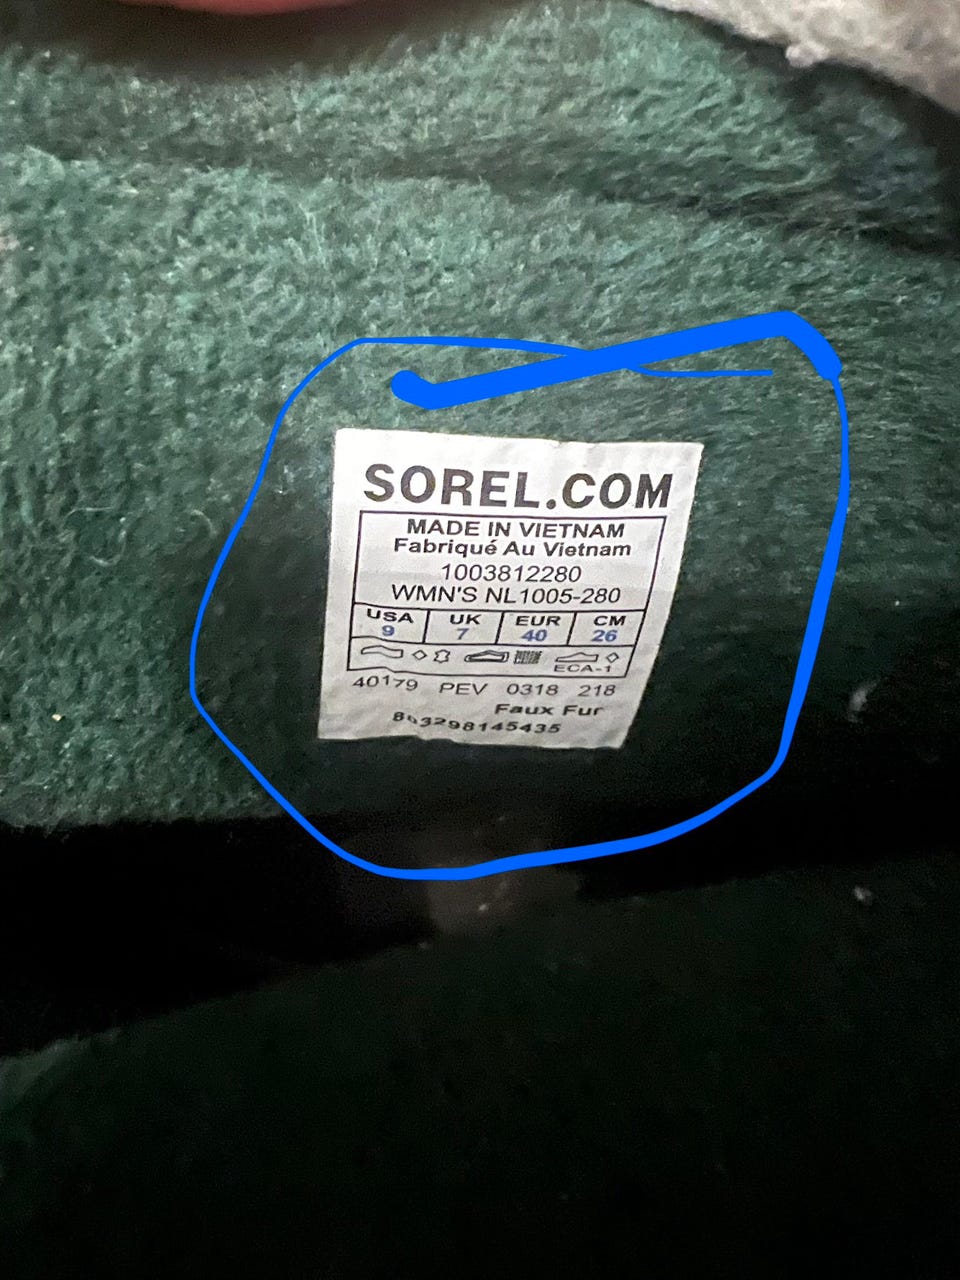 SOREL.COM
MADE IN VIETNAM
Fabriqué Au Vietnam
1003812280
WMN'S NL1005-280
USA UK EUR CM
9 7 40 26
ECA-1
40179 PEV 0318 218
Faux Fur